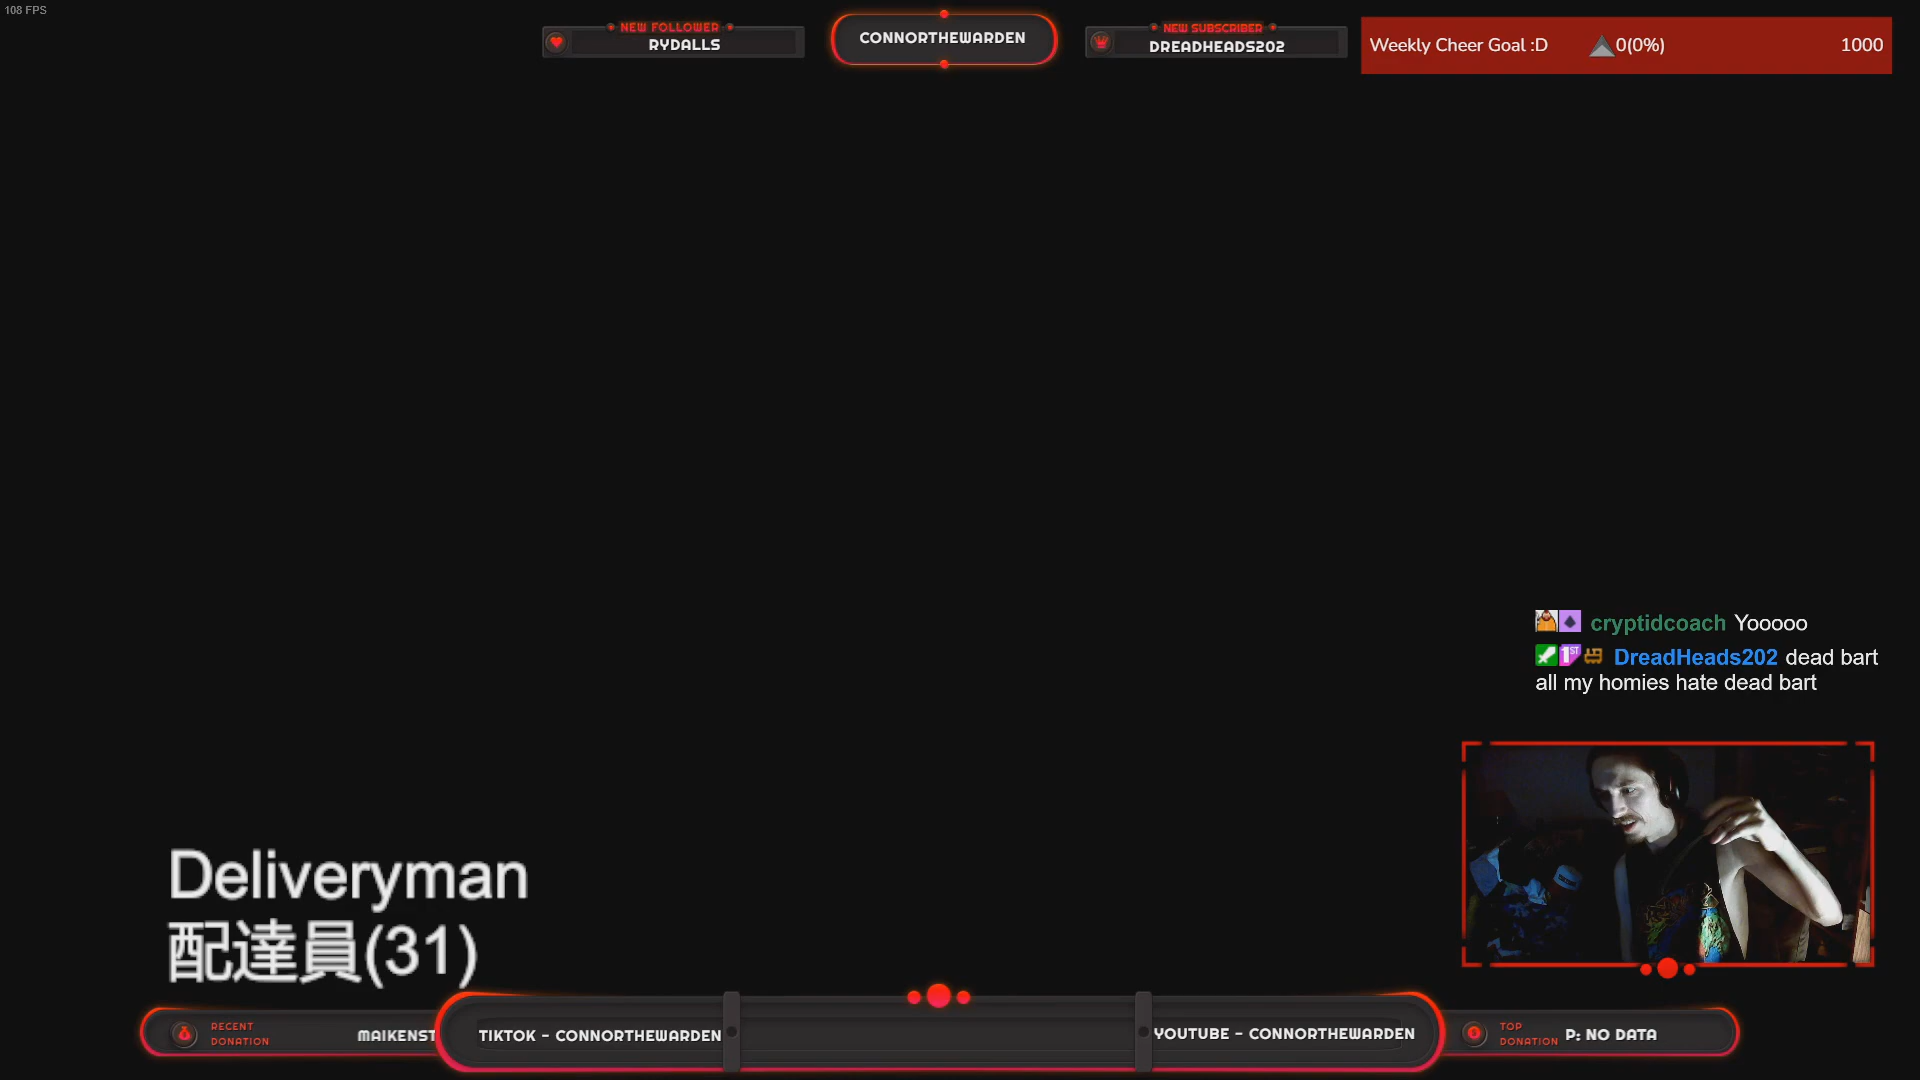 108 FPS
NEW FOLLOWER
RYDALLS
CONNORTHEWARDEN
NEW SUBSCRIBER
DREADHEADS202
Weekly Cheer Goal :D 0(0%) 1000
cryptidcoach Yooooo
DreadHeads202 dead bart
all my homies hate dead bart
Deliveryman
配達員(31)
RECENT
DONATION
MAIKENST
TIKTOK - CONNORTHEWARDEN
YOUTUBE - CONNORTHEWARDEN
TOP
DONATION
P: NO DATA